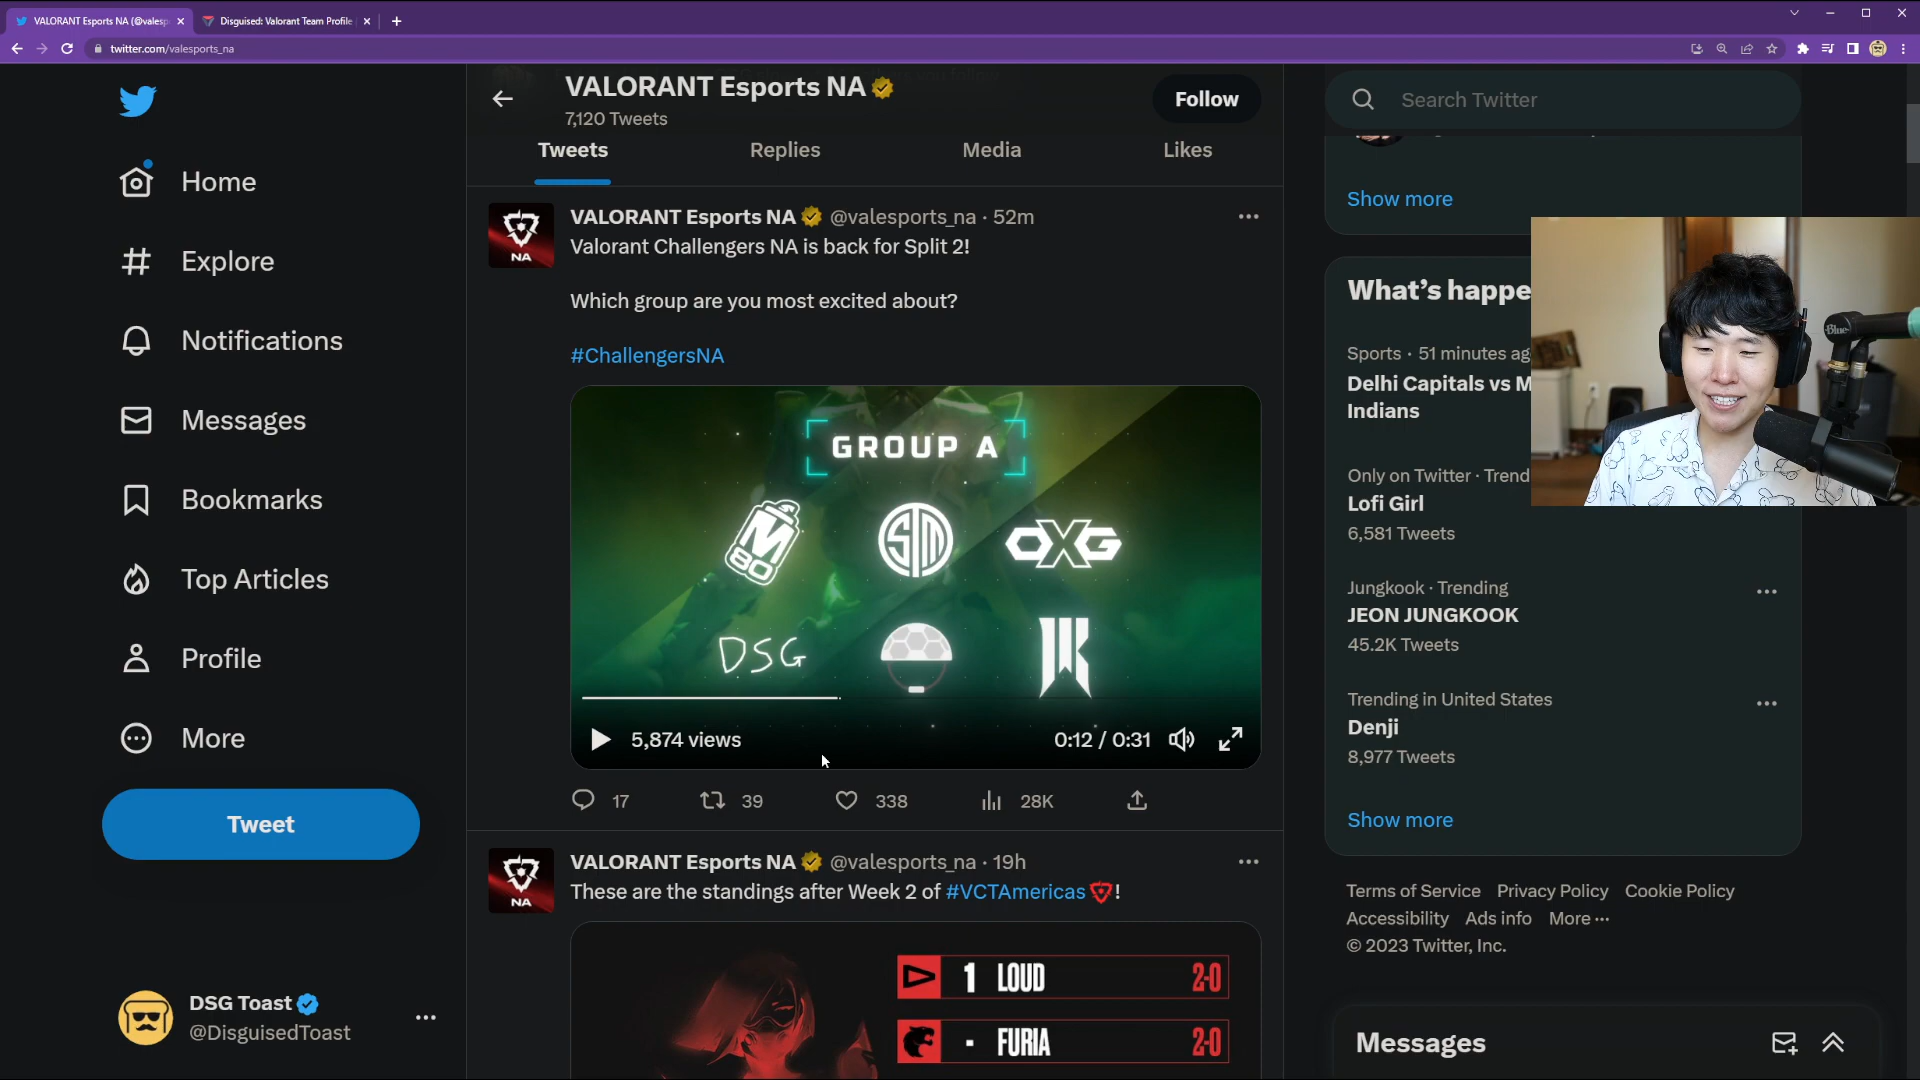 VALORANT Esports NA (@valesp
Disguised: Valorant Team Profile
twitter.com/valesports_na
VALORANT Esports NA
7,120 Tweets
Follow
Search Twitter
Tweets
Replies
Media
Likes
Home
Explore
Notifications
Messages
Bookmarks
Top Articles
Profile
More
Tweet
DSG Toast
@DisguisedToast
NA
VALORANT Esports NA @valesports_na · 52m
Valorant Challengers NA is back for Split 2!
Which group are you most excited about?
#ChallengersNA
GROUP A
M80
TSM
OXG
DSG
5,874 views
0:12 / 0:31
17
39
338
28K
NA
VALORANT Esports NA @valesports_na · 19h
These are the standings after Week 2 of #VCTAmericas !
1 LOUD 2-0
- FURIA 2-0
Show more
What's happe
Sports · 51 minutes ag
Delhi Capitals vs M
Indians
Only on Twitter · Trend
Lofi Girl
6,581 Tweets
Jungkook · Trending
JEON JUNGKOOK
45.2K Tweets
Trending in United States
Denji
8,977 Tweets
Show more
Terms of Service Privacy Policy Cookie Policy
Accessibility Ads info More ···
© 2023 Twitter, Inc.
Messages
Blue